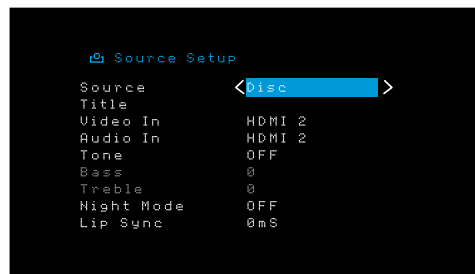 Source Setup
Source <Disc >
Title
Video In HDMI 2
Audio In HDMI 2
Tone OFF
Bass 0
Treble 0
Night Mode OFF
Lip Sync 0mS